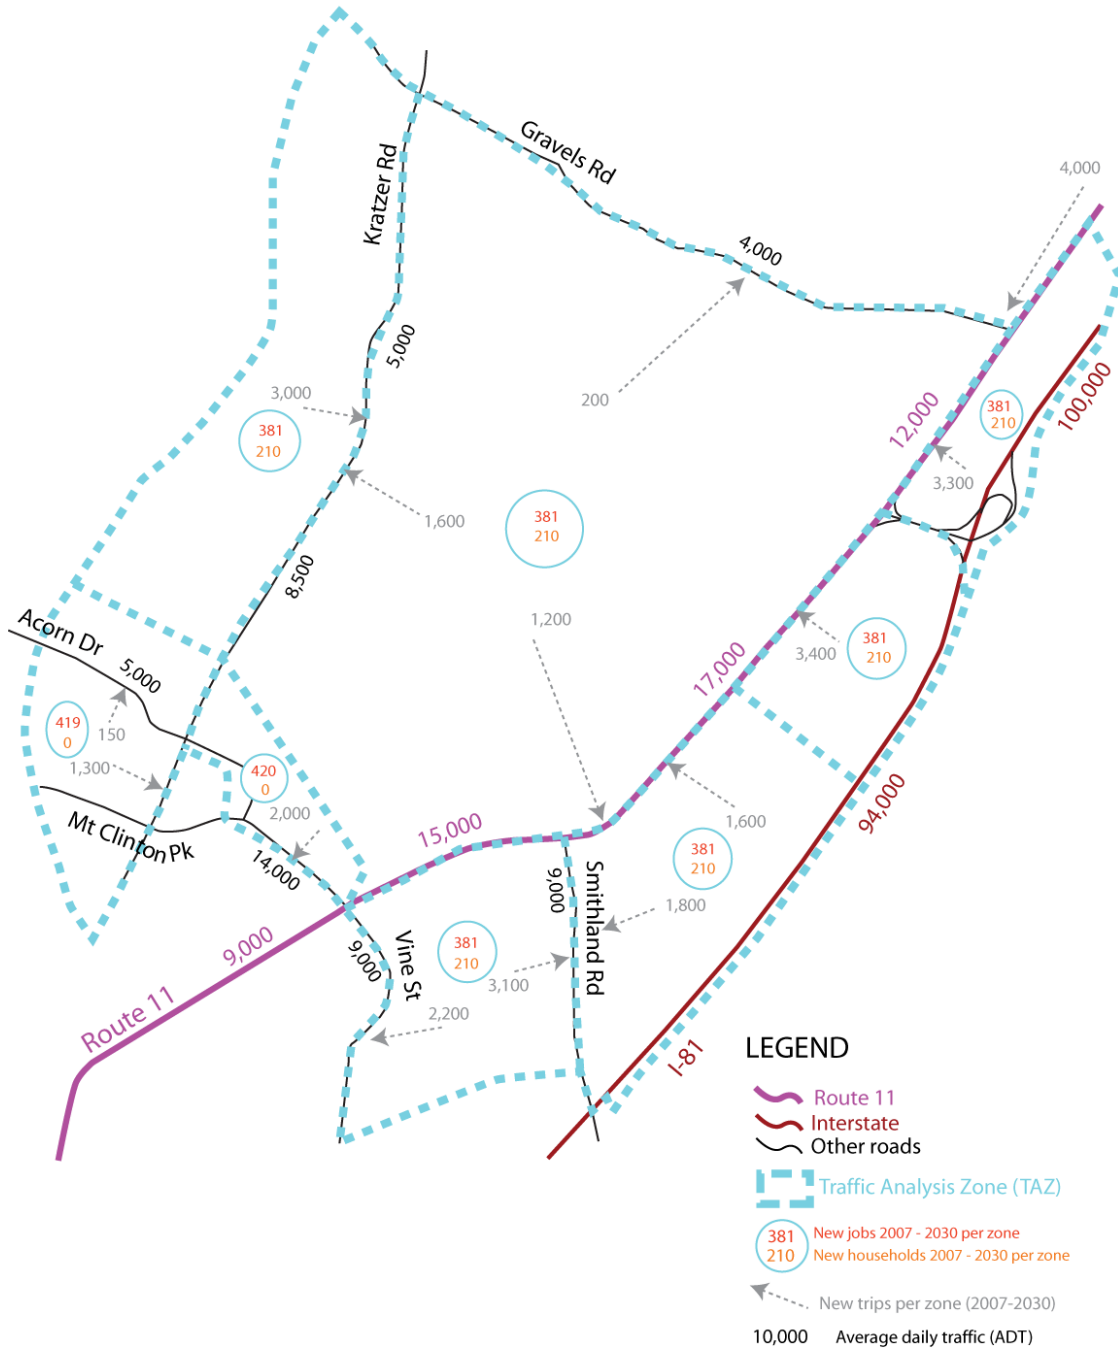 Gravels Rd
4,000
Kratzer Rd
4,000
5,000
200
100,000
3,000
12,000
381
210
381
210
3,300
1,600
381
210
8,500
1,200
Acorn Dr
5,000
3,400
381
210
17,000
419
0
150
1,300
420
0
2,000
94,000
Mt Clinton Pk
15,000
1,600
14,000
9,000
Smithland Rd
381
210
1,800
9,000
9,000
Vine St
381
210
3,100
Route 11
2,200
I-81
LEGEND
Route 11
Interstate
Other roads
Traffic Analysis Zone (TAZ)
381
210
New jobs 2007 - 2030 per zone
New households 2007 - 2030 per zone
New trips per zone (2007-2030)
10,000 Average daily traffic (ADT)